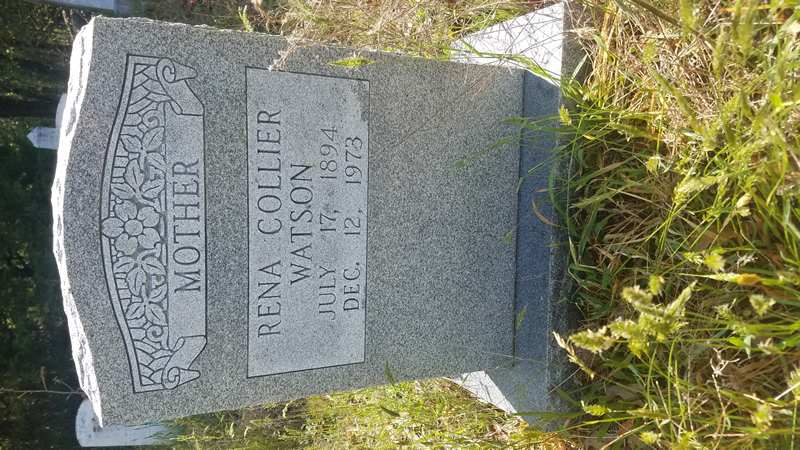 MOTHER
RENA COLLIER
WATSON
JULY 17, 1894
DEC. 12, 1973